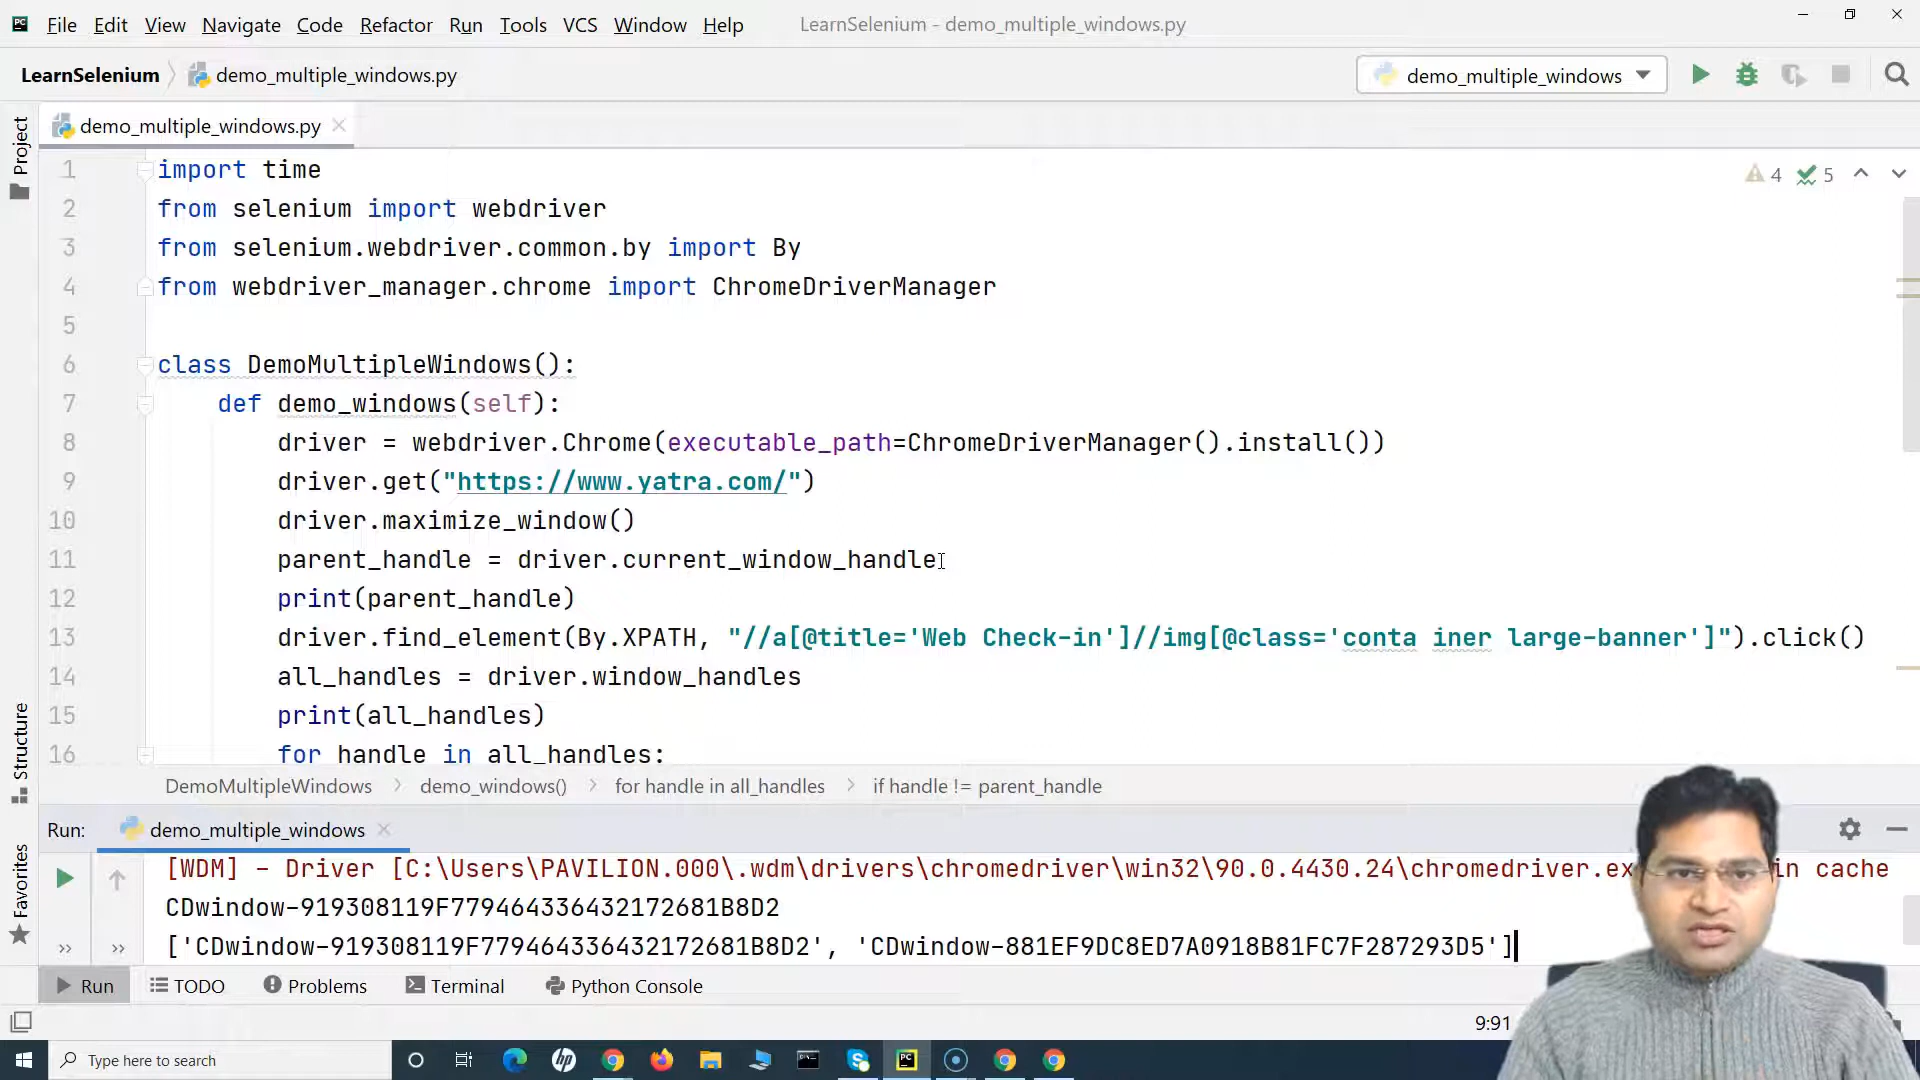 File Edit View Navigate Code Refactor Run Tools VCS Window Help LearnSelenium - demo_multiple_windows.py
LearnSelenium demo_multiple_windows.py demo_multiple_windows
demo_multiple_windows.py
Project
Structure
Favorites
4 5
1 import time
2 from selenium import webdriver
3 from selenium.webdriver.common.by import By
4 from webdriver_manager.chrome import ChromeDriverManager
5
6 class DemoMultipleWindows():
7 def demo_windows(self):
8 driver = webdriver.Chrome(executable_path=ChromeDriverManager().install())
9 driver.get("https://www.yatra.com/")
10 driver.maximize_window()
11 parent_handle = driver.current_window_handle
12 print(parent_handle)
13 driver.find_element(By.XPATH, "//a[@title='Web Check-in']//img[@class='conta iner large-banner']").click()
14 all_handles = driver.window_handles
15 print(all_handles)
16 for handle in all_handles:
DemoMultipleWindows demo_windows() for handle in all_handles if handle != parent_handle
Run: demo_multiple_windows
[WDM] - Driver [C:\Users\PAVILION.000\.wdm\drivers\chromedriver\win32\90.0.4430.24\chromedriver.ex in cache
CDwindow-919308119F779464336432172681B8D2
['CDwindow-919308119F779464336432172681B8D2', 'CDwindow-881EF9DC8ED7A0918B81FC7F287293D5']
Run TODO Problems Terminal Python Console
9:91
Type here to search